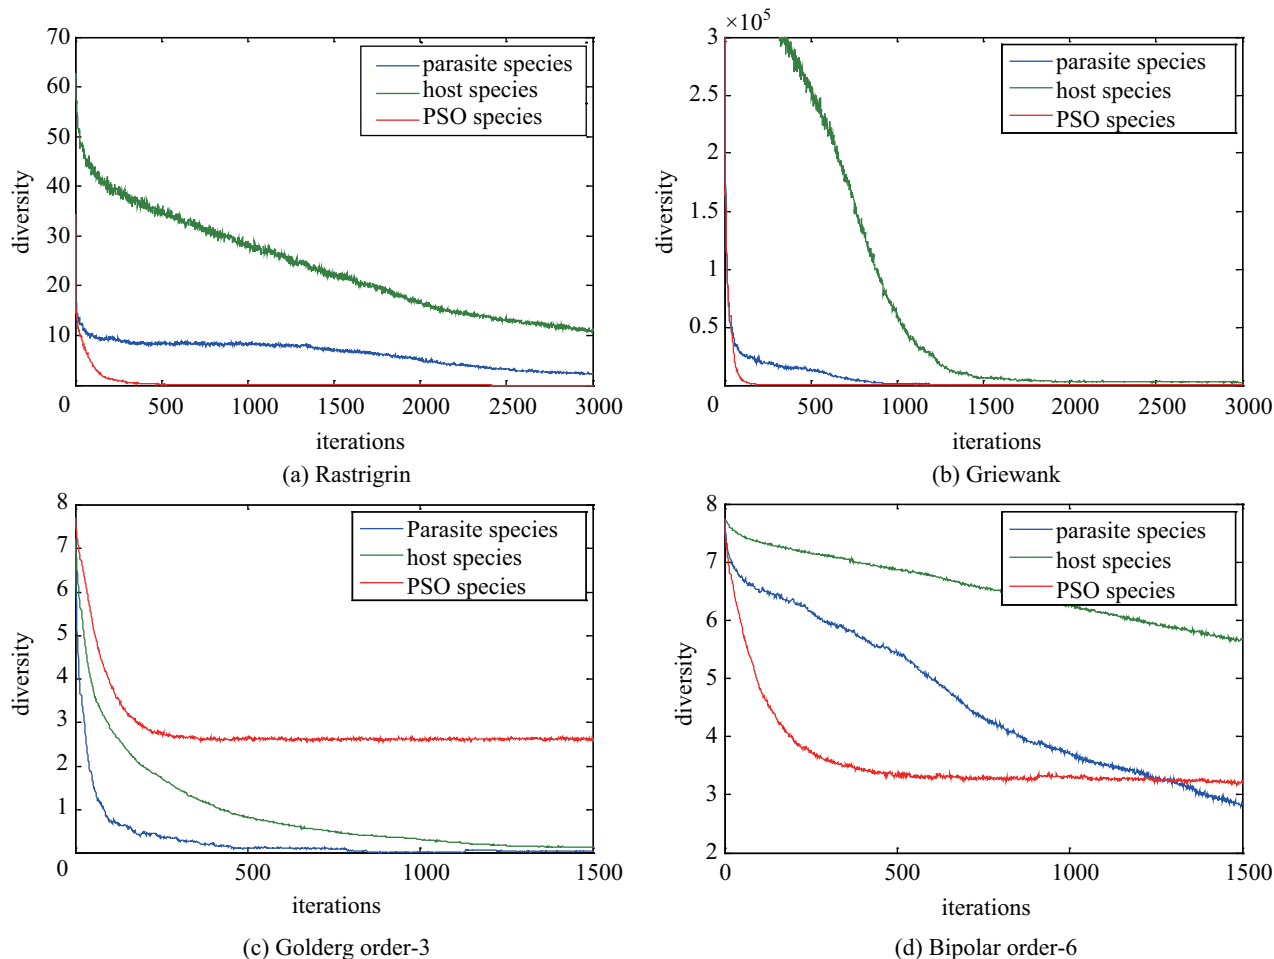 70
60
50
40
30
20
10
0
500
1000
1500
2000
2500
3000
diversity
iterations
parasite species
host species
PSO species
(a) Rastrigrin
×10^5
3
2.5
2
1.5
1
0.5
0
500
1000
1500
2000
2500
3000
diversity
iterations
parasite species
host species
PSO species
(b) Griewank
8
7
6
5
4
3
2
1
0
500
1000
1500
diversity
iterations
Parasite species
host species
PSO species
(c) Golderg order-3
8
7
6
5
4
3
2
0
500
1000
1500
diversity
iterations
parasite species
host species
PSO species
(d) Bipolar order-6